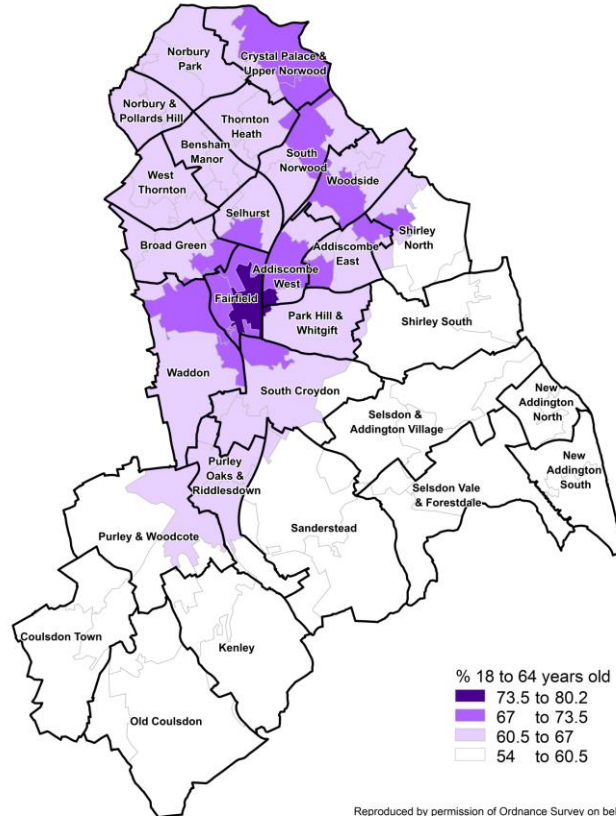 Norbury
Park
Crystal Palace &
Upper Norwood
Norbury &
Pollards Hill
Thornton
Heath
Bensham
Manor
South
Norwood
West
Thornton
Woodside
Selhurst
Broad Green
Shirley
North
Addiscombe
East
Addiscombe
West
Fairfield
Park Hill &
Whitgift
Shirley South
Waddon
South Croydon
New
Addington
North
Selsdon &
Addington Village
New
Addington
South
Purley
Oaks &
Riddlesdown
Selsdon Vale
& Forestdale
Sanderstead
Purley & Woodcote
Coulsdon Town
Kenley
Old Coulsdon
% 18 to 64 years old
73.5 to 80.2
67 to 73.5
60.5 to 67
54 to 60.5
Reproduced by permission of Ordnance Survey on bel